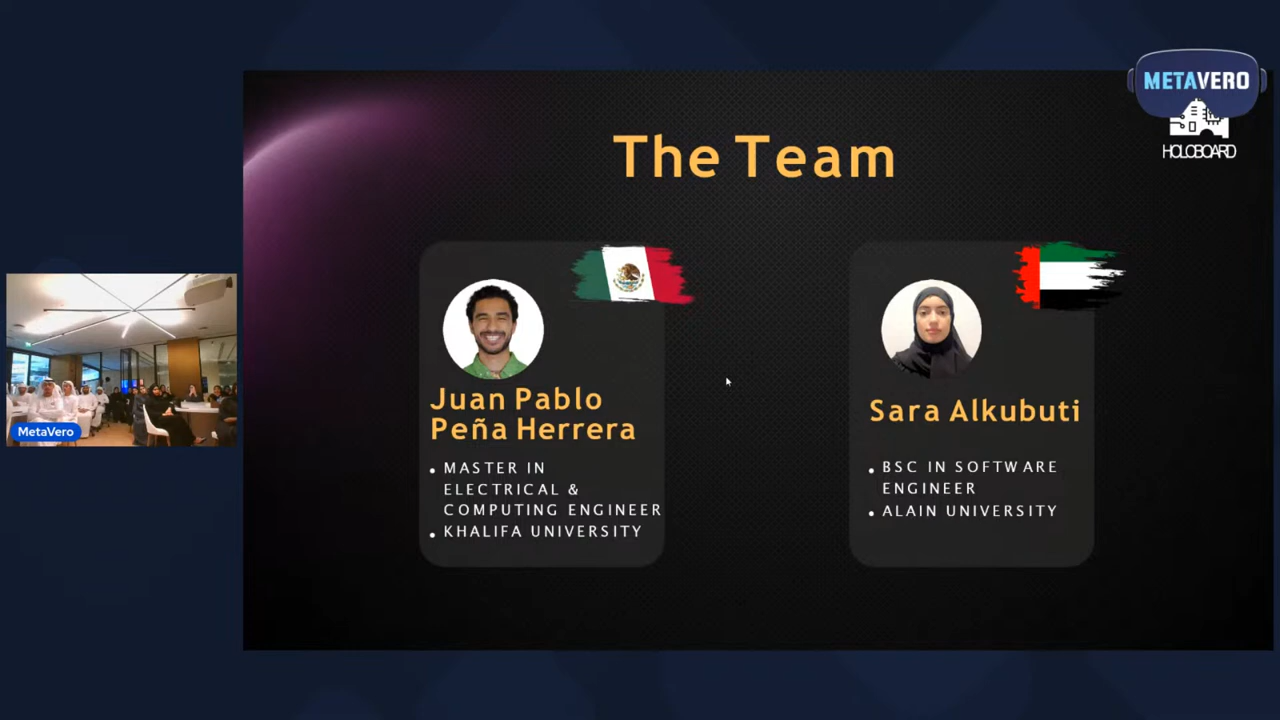 METAVERO
HOLOBOARD
The Team
Juan Pablo
Peña Herrera
• MASTER IN
ELECTRICAL &
COMPUTING ENGINEER
• KHALIFA UNIVERSITY
Sara Alkubuti
• BSC IN SOFTWARE
ENGINEER
• ALAIN UNIVERSITY
MetaVero